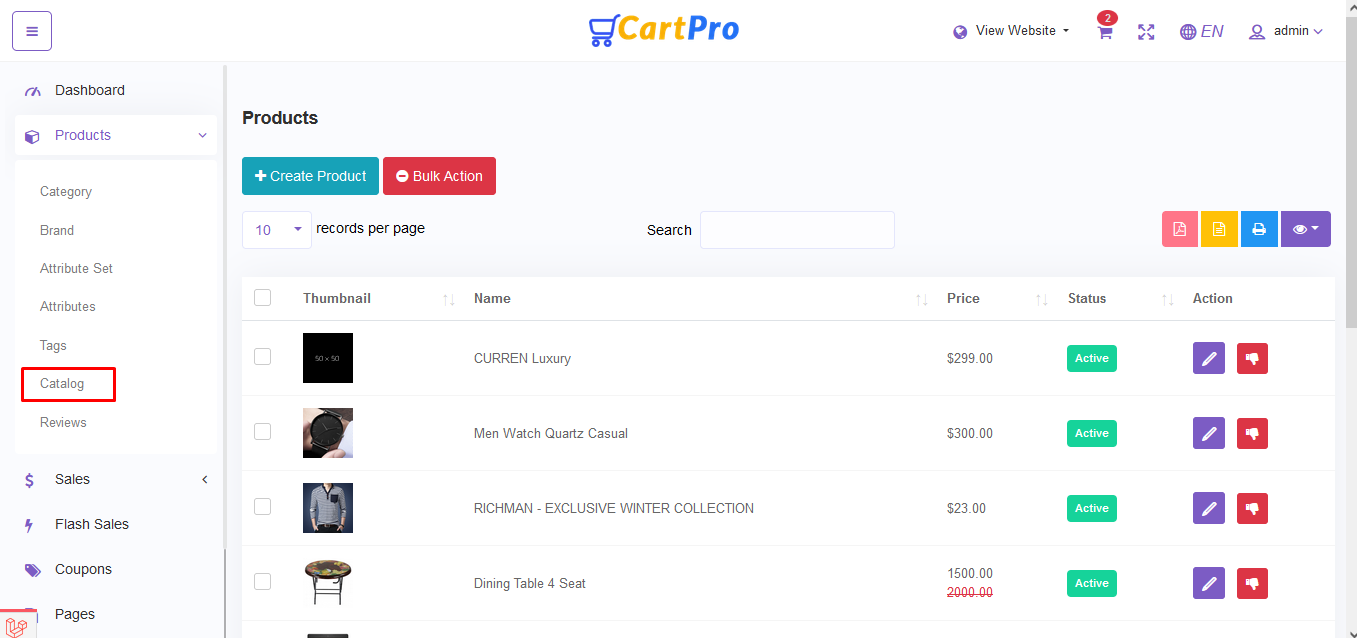 CartPro
View Website
2
EN
admin
Dashboard
Products
Category
Brand
Attribute Set
Attributes
Tags
Catalog
Reviews
Sales
Flash Sales
Coupons
Pages
Products
Create Product
Bulk Action
10 records per page
Search
Thumbnail Name Price Status Action
50 x 50 CURREN Luxury $299.00 Active
Men Watch Quartz Casual $300.00 Active
RICHMAN - EXCLUSIVE WINTER COLLECTION $23.00 Active
Dining Table 4 Seat 1500.00 Active
2000.00